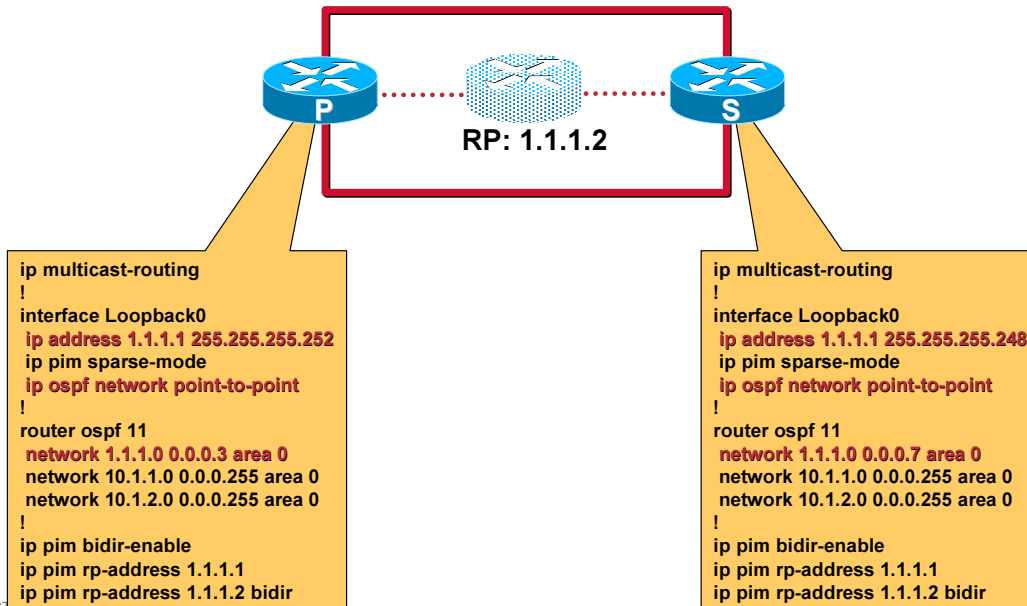 P
S
RP: 1.1.1.2
ip multicast-routing
!
interface Loopback0
ip address 1.1.1.1 255.255.255.252
ip pim sparse-mode
ip ospf network point-to-point
!
router ospf 11
network 1.1.1.0 0.0.0.3 area 0
network 10.1.1.0 0.0.0.255 area 0
network 10.1.2.0 0.0.0.255 area 0
!
ip pim bidir-enable
ip pim rp-address 1.1.1.1
ip pim rp-address 1.1.1.2 bidir
ip multicast-routing
!
interface Loopback0
ip address 1.1.1.1 255.255.255.248
ip pim sparse-mode
ip ospf network point-to-point
!
router ospf 11
network 1.1.1.0 0.0.0.7 area 0
network 10.1.1.0 0.0.0.255 area 0
network 10.1.2.0 0.0.0.255 area 0
!
ip pim bidir-enable
ip pim rp-address 1.1.1.1
ip pim rp-address 1.1.1.2 bidir